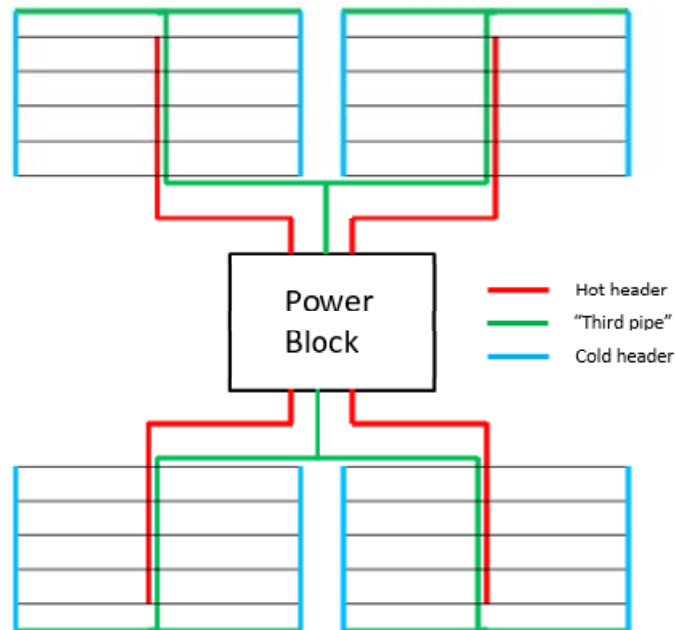 Power
Block
Hot header
“Third pipe”
Cold header